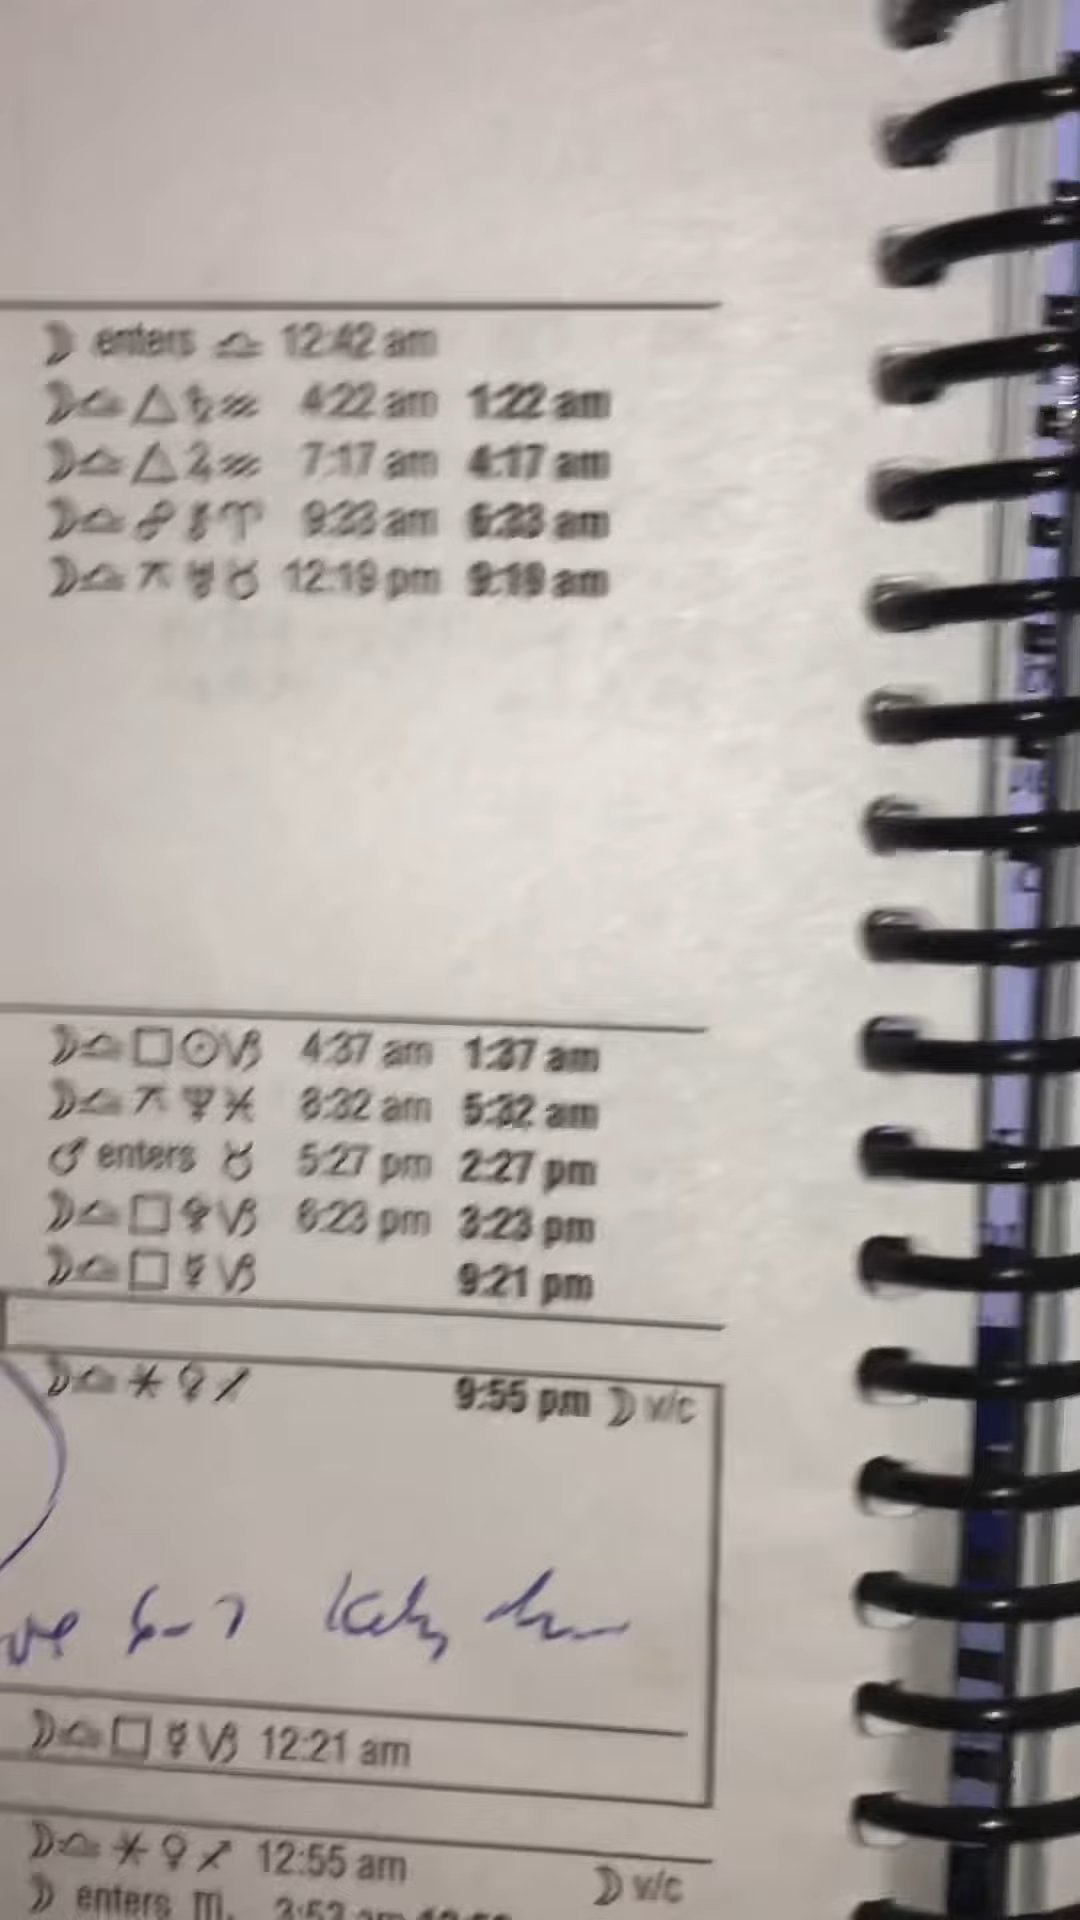 ☽ enters ♎ 12:42 am
☽♎ △ ♄♒ 4:22 am 1:22 am
☽♎ △ ♃♒ 7:17 am 4:17 am
☽♎ ☍ ⚷♈ 9:33 am 6:33 am
☽♎ ⚻ ♅♉ 12:19 pm 9:19 am
☽♎ □ ☉♑ 4:37 am 1:37 am
☽♎ ⚻ ♆♓ 8:32 am 5:32 am
♂ enters ♉ 5:27 pm 2:27 pm
☽♎ □ ♇♑ 6:23 pm 3:23 pm
☽♎ □ ☿♑ 9:21 pm
☽♎ ⚹ ♀♐ 9:55 pm ☽ v/c
6-7
☽♎ □ ☿♑ 12:21 am
☽♎ ⚹ ♀♐ 12:55 am ☽ v/c
☽ enters ♏